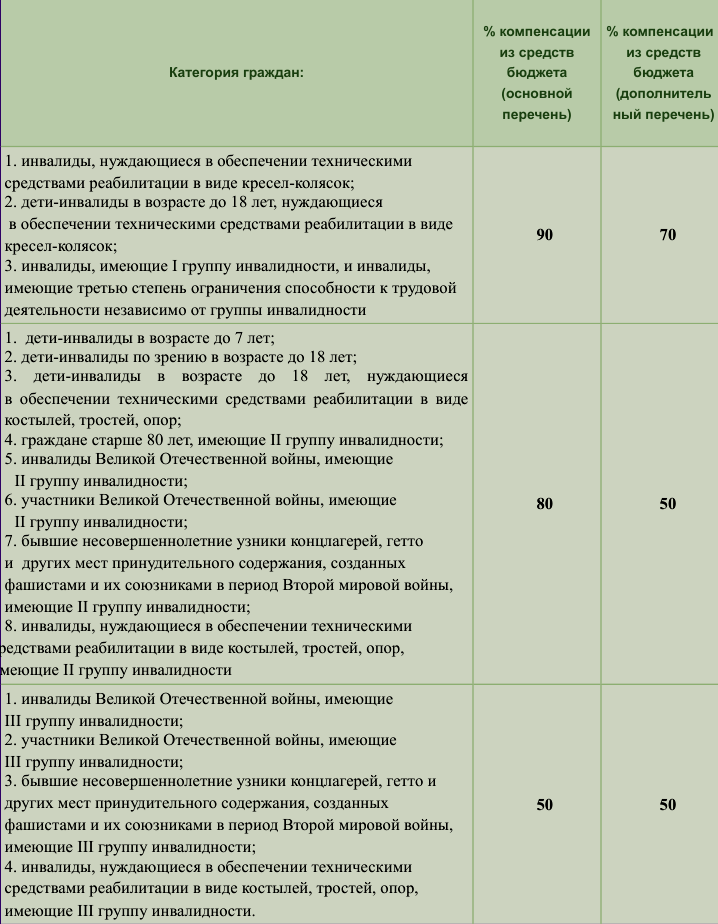 Категория граждан:
% компенсации
из средств
бюджета
(основной
перечень)
% компенсации
из средств
бюджета
(дополнитель
ный перечень)
1. инвалиды, нуждающиеся в обеспечении техническими
средствами реабилитации в виде кресел-колясок;
2. дети-инвалиды в возрасте до 18 лет, нуждающиеся
в обеспечении техническими средствами реабилитации в виде
кресел-колясок;
3. инвалиды, имеющие I группу инвалидности, и инвалиды,
имеющие третью степень ограничения способности к трудовой
деятельности независимо от группы инвалидности
90
70
1. дети-инвалиды в возрасте до 7 лет;
2. дети-инвалиды по зрению в возрасте до 18 лет;
3. дети-инвалиды в возрасте до 18 лет, нуждающиеся
в обеспечении техническими средствами реабилитации в виде
костылей, тростей, опор;
4. граждане старше 80 лет, имеющие II группу инвалидности;
5. инвалиды Великой Отечественной войны, имеющие
II группу инвалидности;
6. участники Великой Отечественной войны, имеющие
II группу инвалидности;
7. бывшие несовершеннолетние узники концлагерей, гетто
и других мест принудительного содержания, созданных
фашистами и их союзниками в период Второй мировой войны,
имеющие II группу инвалидности;
8. инвалиды, нуждающиеся в обеспечении техническими
редствами реабилитации в виде костылей, тростей, опор,
меющие II группу инвалидности
80
50
1. инвалиды Великой Отечественной войны, имеющие
III группу инвалидности;
2. участники Великой Отечественной войны, имеющие
III группу инвалидности;
3. бывшие несовершеннолетние узники концлагерей, гетто и
других мест принудительного содержания, созданных
фашистами и их союзниками в период Второй мировой войны,
имеющие III группу инвалидности;
4. инвалиды, нуждающиеся в обеспечении техническими
средствами реабилитации в виде костылей, тростей, опор,
имеющие III группу инвалидности.
50
50